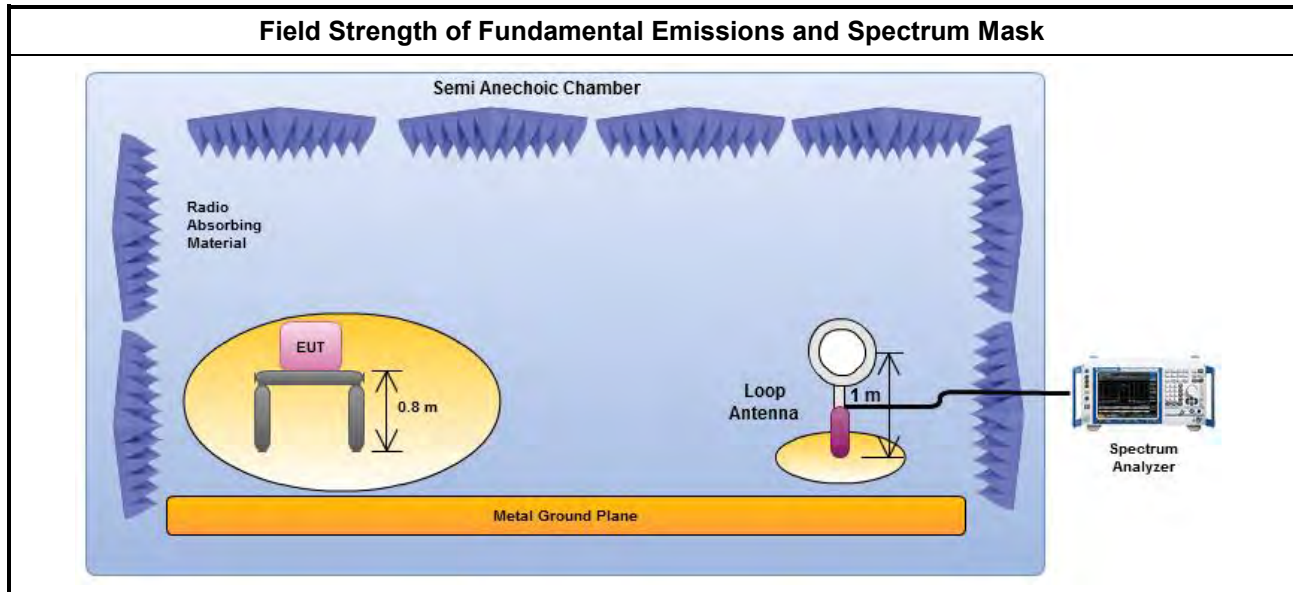 Field Strength of Fundamental Emissions and Spectrum Mask
Semi Anechoic Chamber
Radio
Absorbing
Material
EUT
0.8 m
Loop
Antenna
1 m
Spectrum
Analyzer
Metal Ground Plane